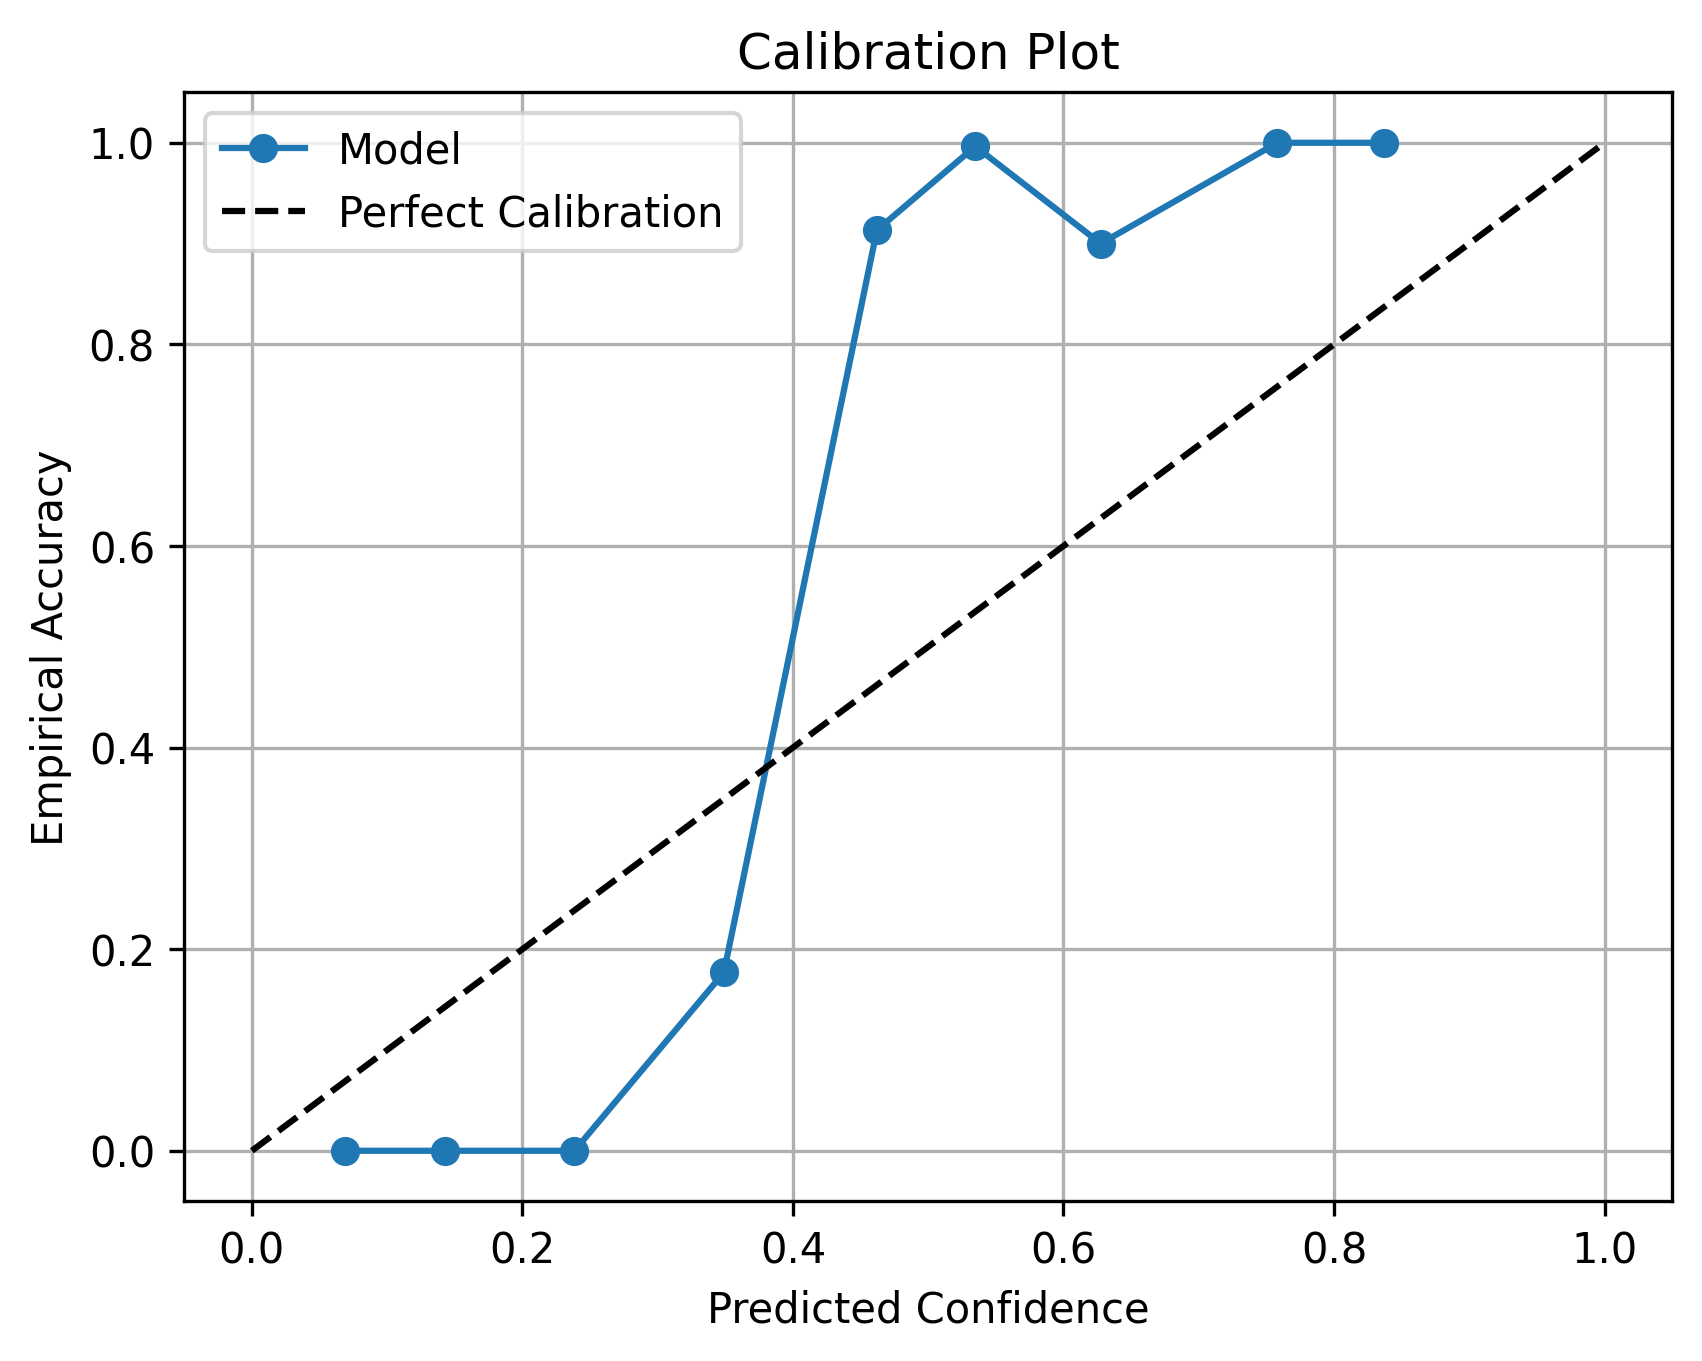 Calibration Plot
Model
Perfect Calibration
1.0
0.8
0.6
0.4
0.2
0.0
Empirical Accuracy
0.0 0.2 0.4 0.6 0.8 1.0
Predicted Confidence